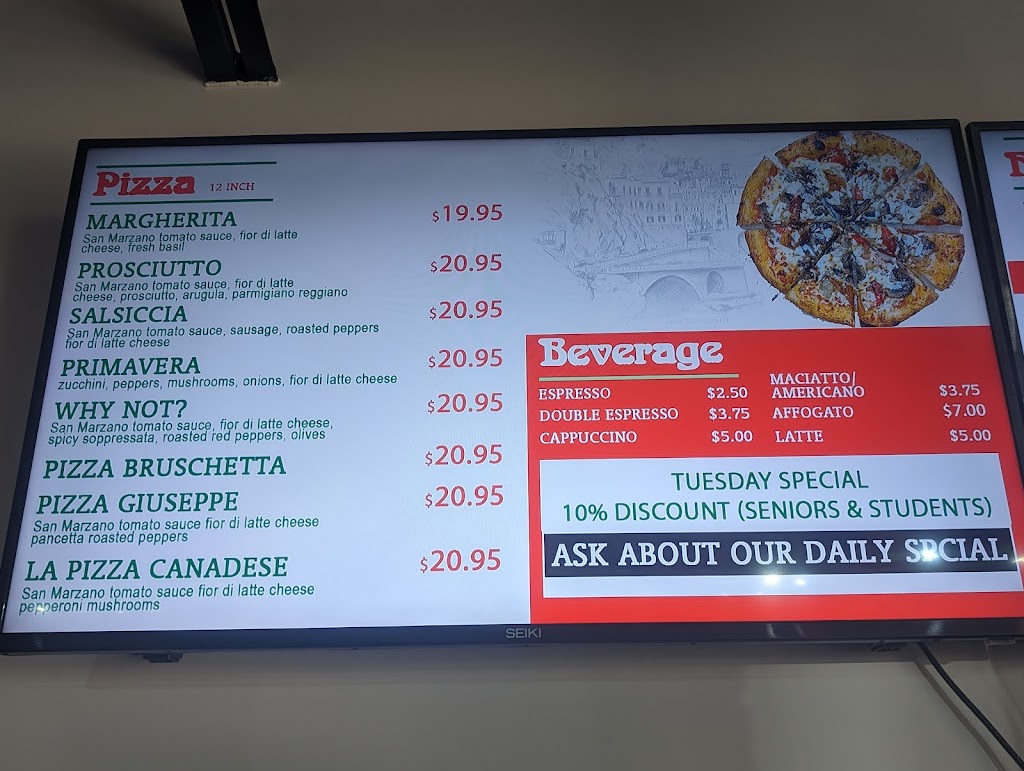 Pizza 12 INCH
MARGHERITA $19.95
San Marzano tomato sauce, fior di latte
cheese, fresh basil
PROSCIUTTO $20.95
San Marzano tomato sauce, fior di latte
cheese, prosciutto, arugula, parmigiano reggiano
SALSICCIA $20.95
San Marzano tomato sauce, sausage, roasted peppers
fior di latte cheese
PRIMAVERA $20.95
zucchini, peppers, mushrooms, onions, fior di latte cheese
WHY NOT? $20.95
San Marzano tomato sauce, fior di latte cheese,
spicy soppressata, roasted red peppers, olives
PIZZA BRUSCHETTA $20.95
PIZZA GIUSEPPE $20.95
San Marzano tomato sauce fior di latte cheese
pancetta roasted peppers
LA PIZZA CANADESE $20.95
San Marzano tomato sauce fior di latte cheese
pepperoni mushrooms
Beverage
ESPRESSO $2.50
DOUBLE ESPRESSO $3.75
CAPPUCCINO $5.00
MACIATTO/
AMERICANO $3.75
AFFOGATO $7.00
LATTE $5.00
TUESDAY SPECIAL
10% DISCOUNT (SENIORS & STUDENTS)
ASK ABOUT OUR DAILY SPCIAL
SEIKI